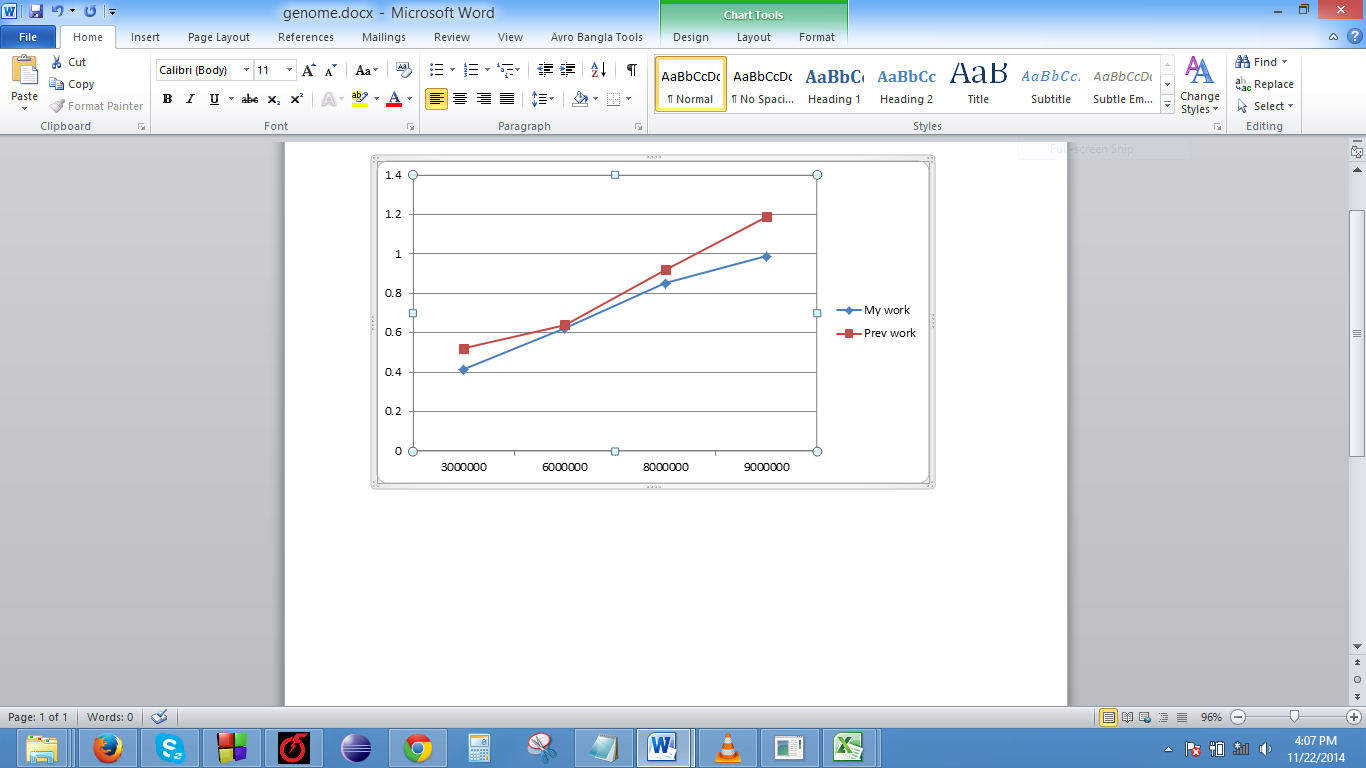 genome.docx - Microsoft Word
Chart Tools
File Home Insert Page Layout References Mailings Review View Avro Bangla Tools Design Layout Format
Paste
Cut
Copy
Format Painter
Clipboard
Calibri (Body) 11
Font
Paragraph
AaBbCcDc AaBbCcDc AaBbC AaBbCc AaB AaBbCc. AaBbCcDc
¶ Normal ¶ No Spaci... Heading 1 Heading 2 Title Subtitle Subtle Em...
Change
Styles
Styles
Find
Replace
Select
Editing
Full-screen Snip
1.4
1.2
1
0.8
0.6
0.4
0.2
0
3000000 6000000 8000000 9000000
My work
Prev work
Page: 1 of 1 Words: 0
96%
4:07 PM
11/22/2014